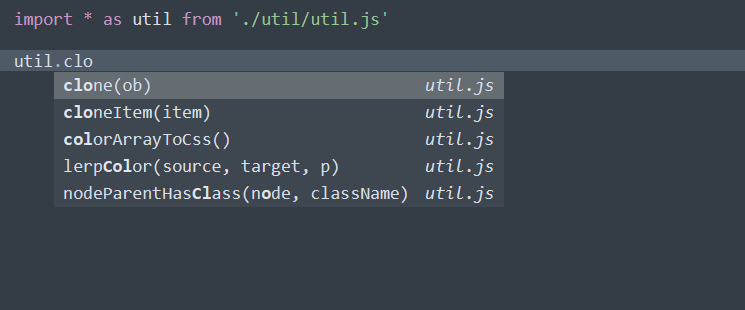 import * as util from './util/util.js'
util.clo
clone(ob) util.js
cloneItem(item) util.js
colorArrayToCss() util.js
lerpColor(source, target, p) util.js
nodeParentHasClass(node, className) util.js